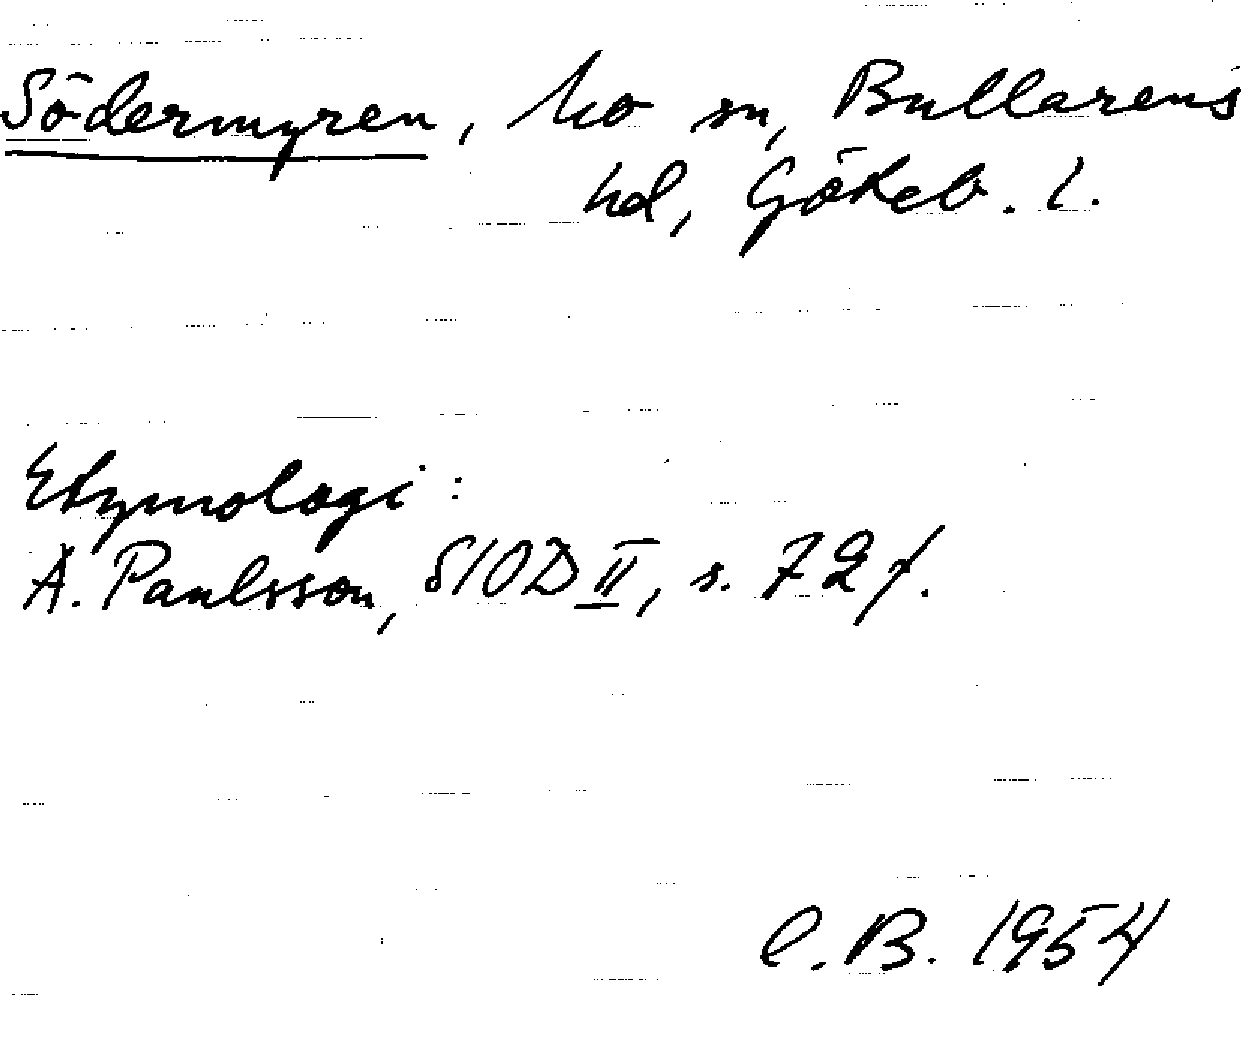 Södermyren, Mo sn, Bullarens
hd, Göteb. l.
Etymologi:
A. Paulsson, SIOD II, s. 72 f.
C. B. 1954